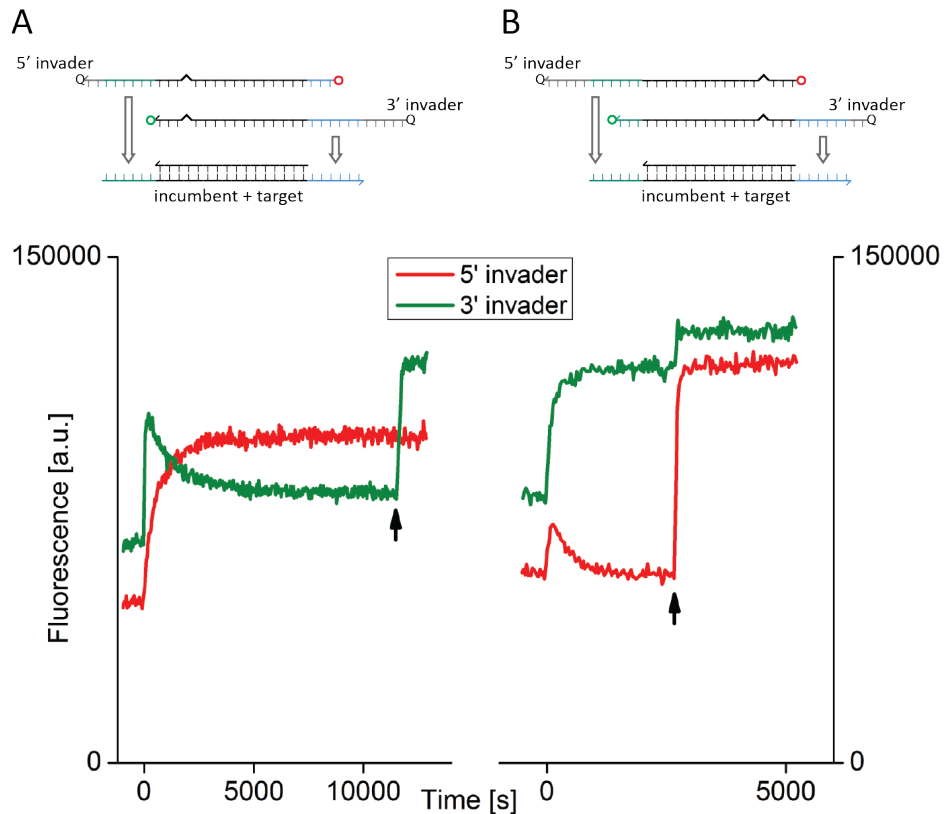 A
B
5' invader
Q
3' invader
Q
incumbent + target
5' invader
Q
3' invader
Q
incumbent + target
150000
150000
5' invader
3' invader
Fluorescence [a.u.]
0
0
0
5000
10000
Time [s]
0
5000